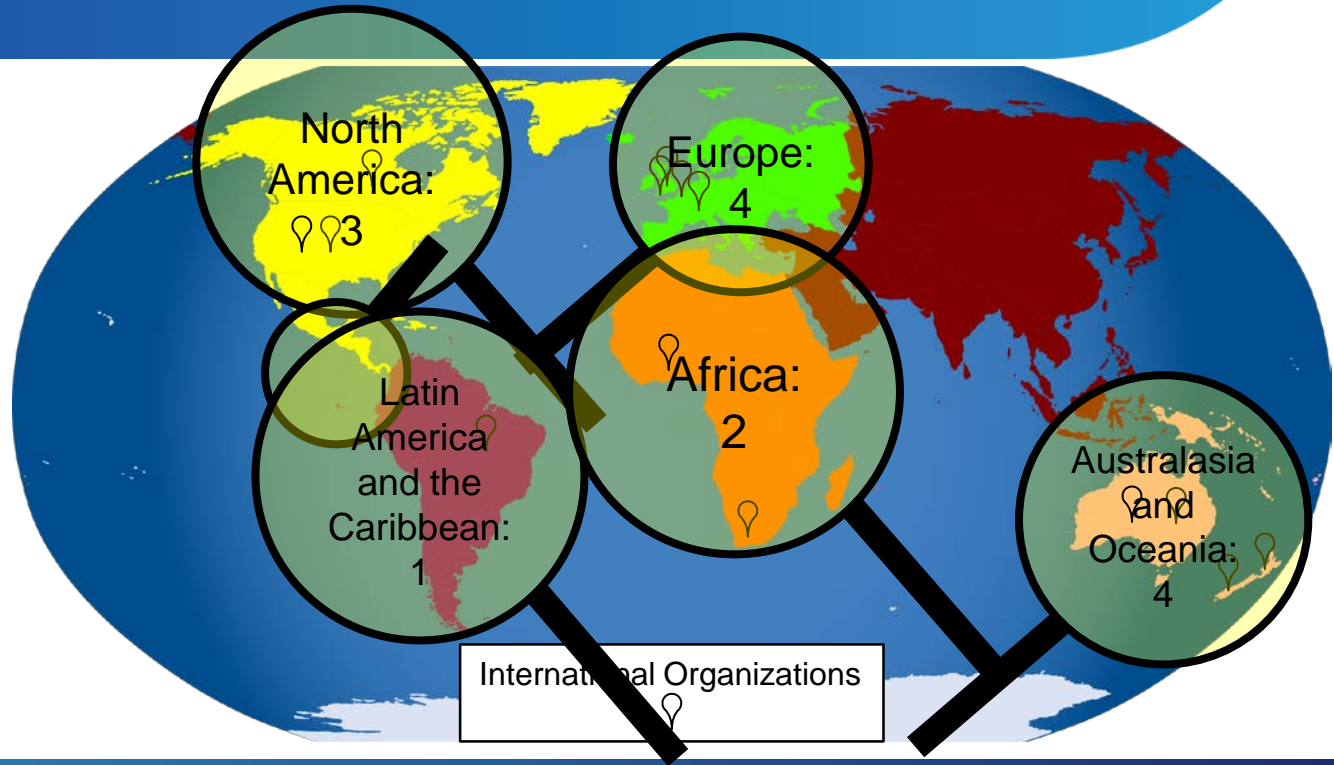 North
America:
3
Europe:
4
Latin
America
and the
Caribbean:
1
Africa:
2
Australasia
and
Oceania:
4
International Organizations